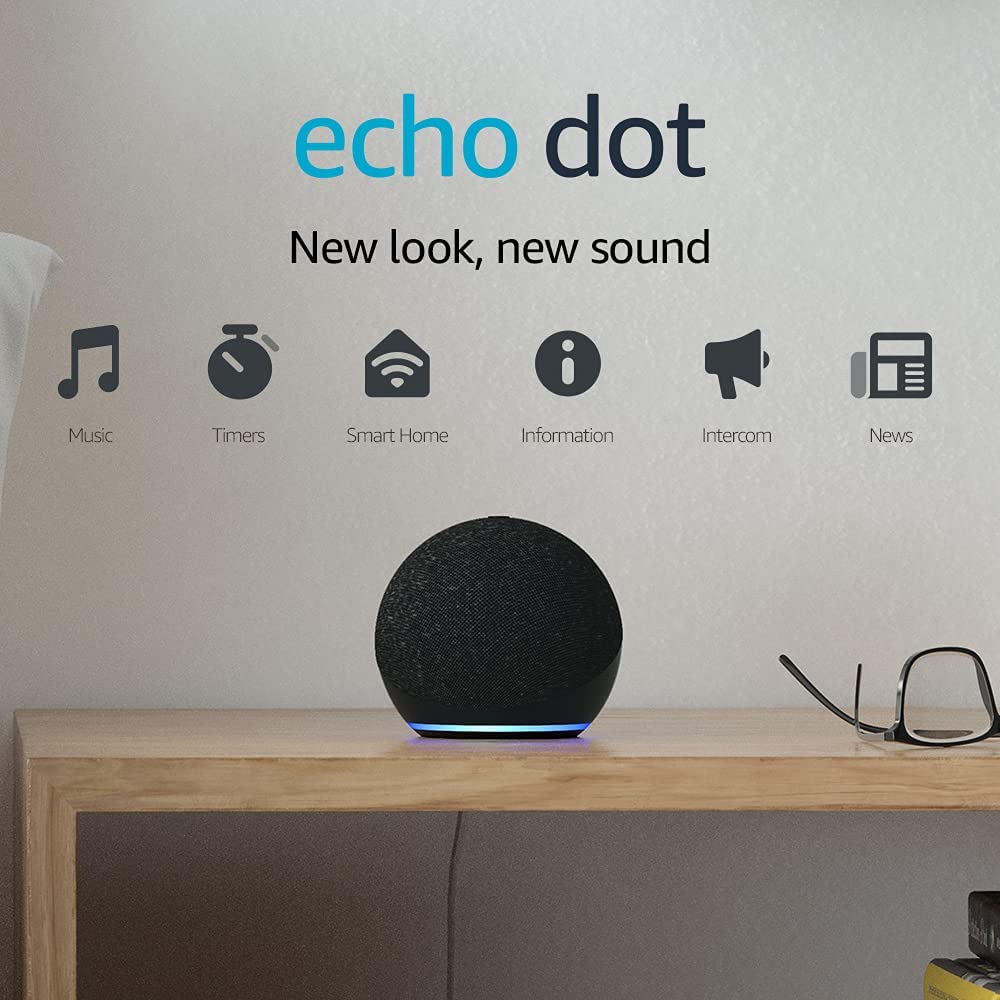 echo dot
New look, new sound
Music
Timers
Smart Home
Information
Intercom
News